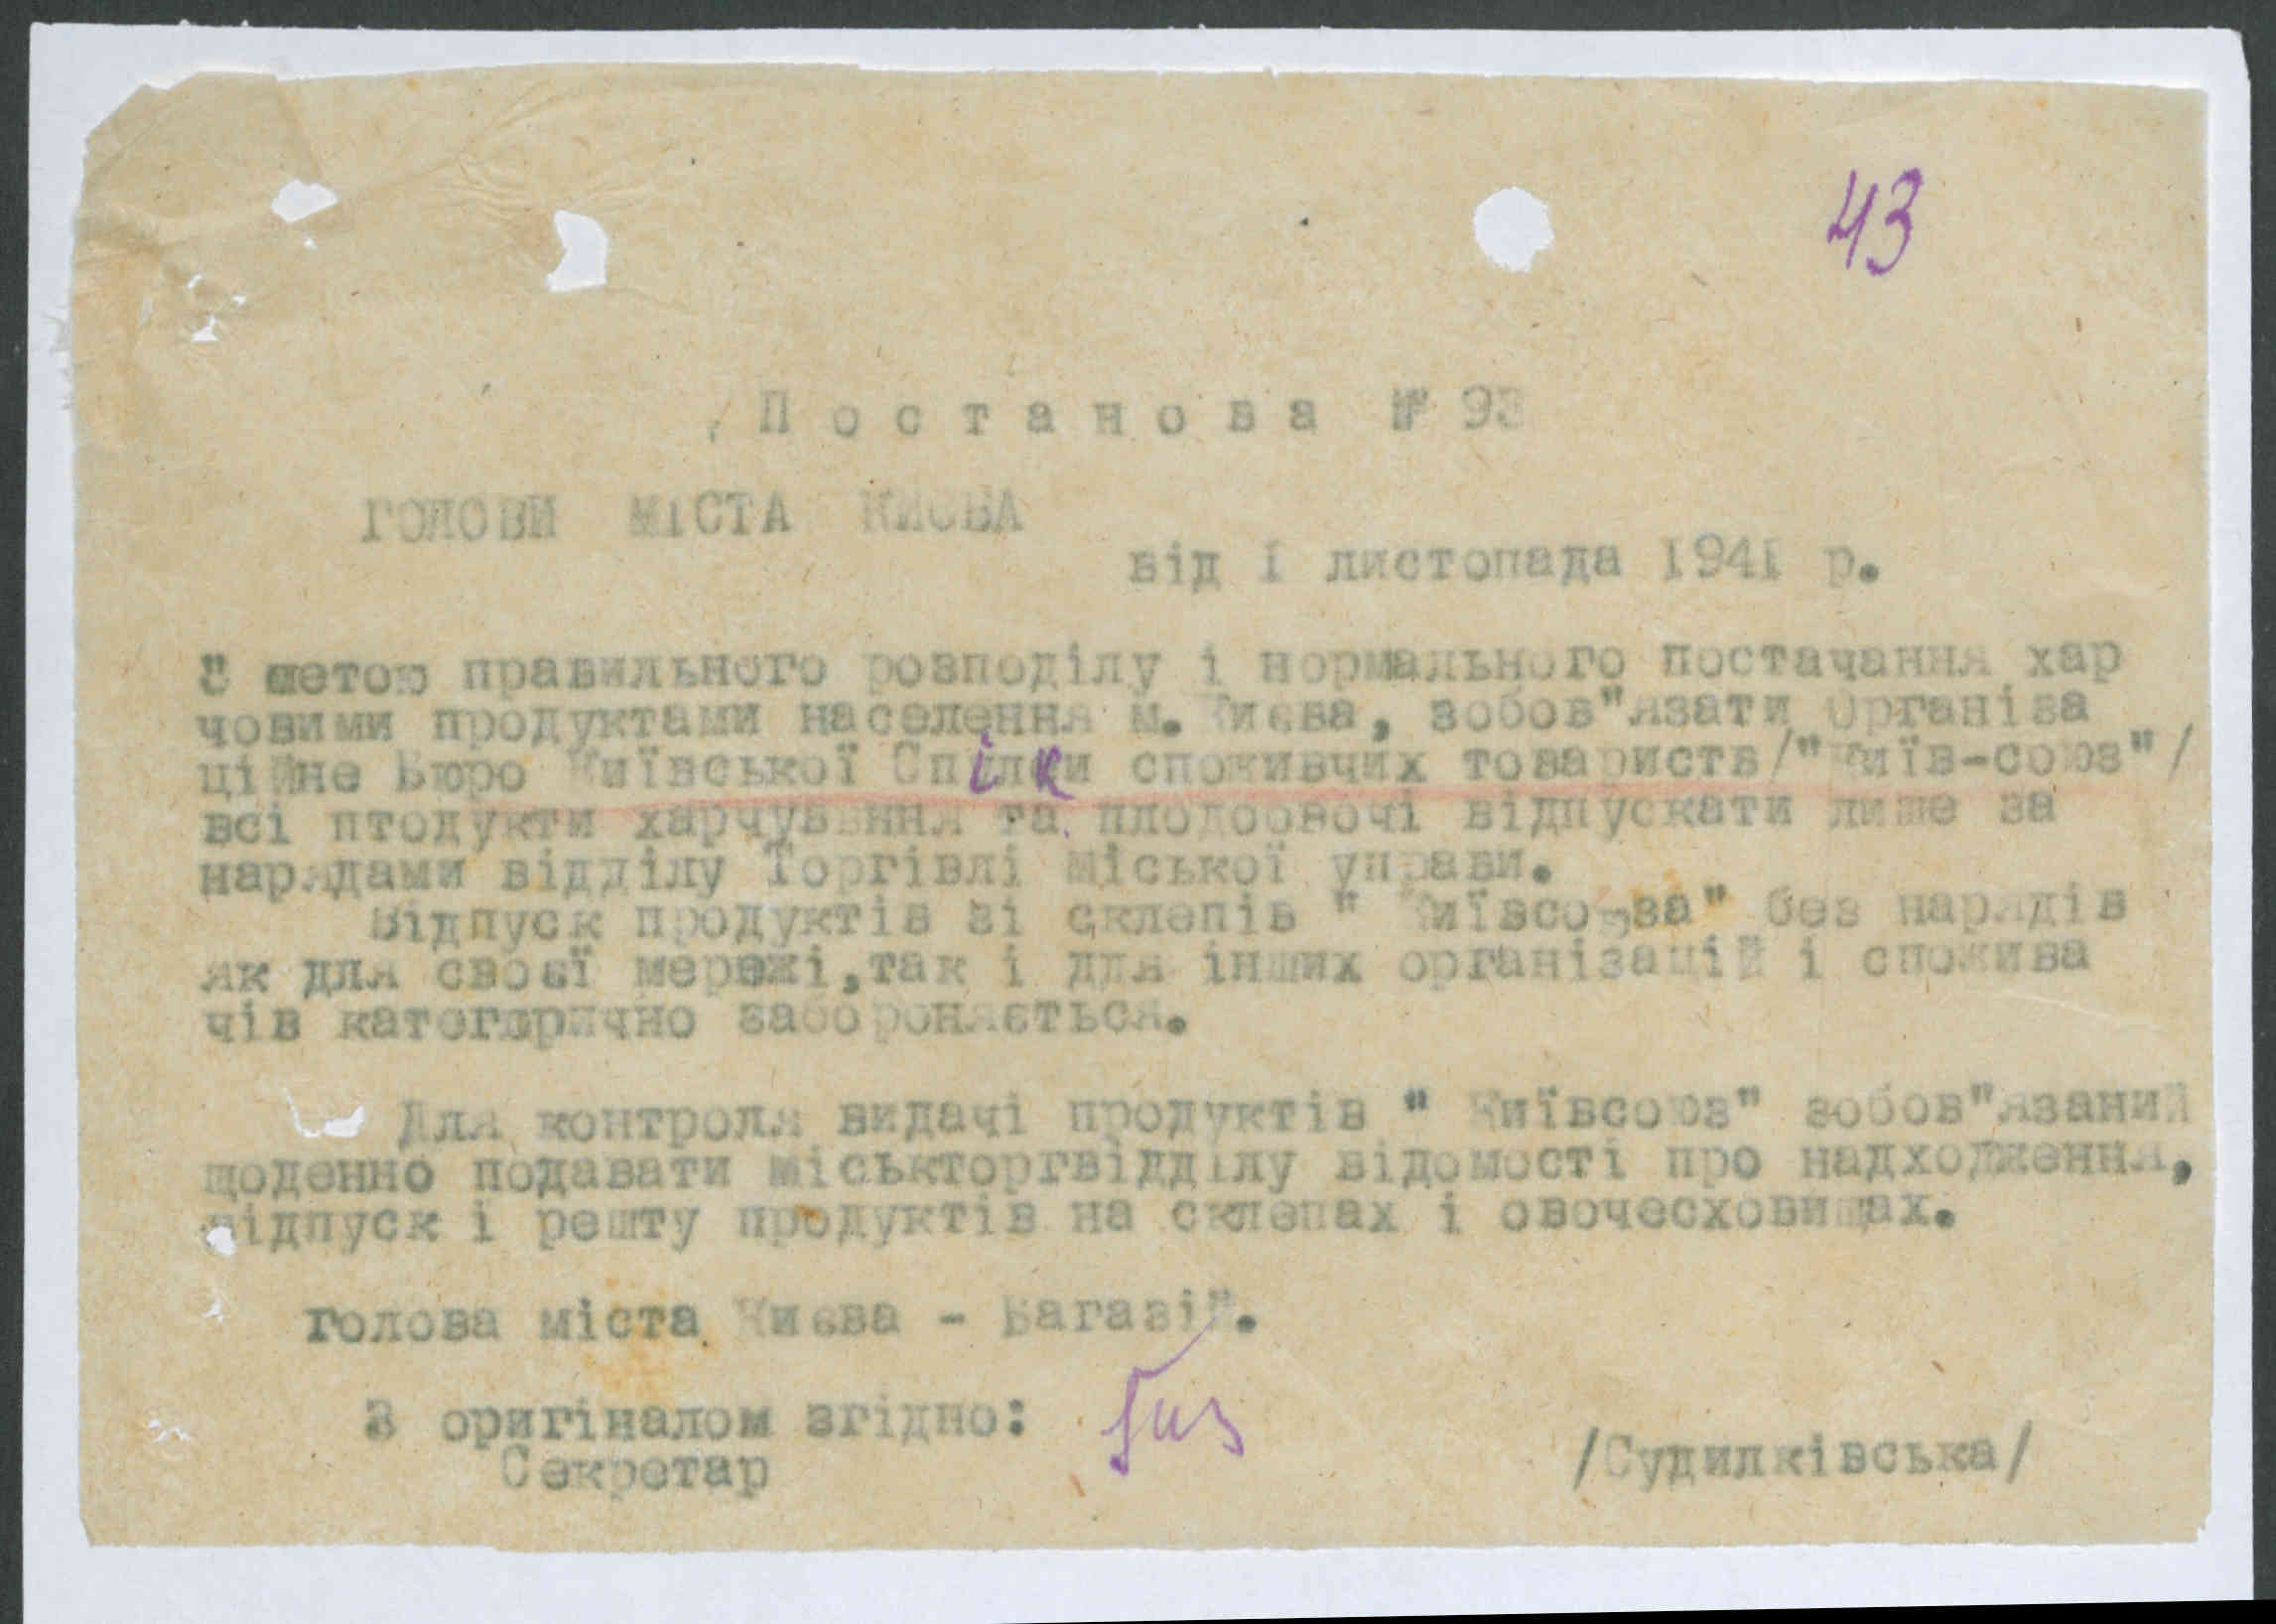 43
Постанова № 93
ГОЛОВИ МІСТА КИЄВА
від І листопада 194І р.
З метою правильного розподілу і нормального постачання хар
човими продуктами населення м. Києва, зобов"язати Організа
ційне Бюро Київської Спілки споживчих товариств/"Київ-союз"/
всі птодукти харчування та плодоовочі відпускати лише за
нарядами відділу Торгівлі міської управи.
Відпуск продуктів зі склепів " Київсоюза" без нарядів
як для своєї мережі,так і для інших організацій і спожива
чів категорично забороняється.
Для контроля видачі продуктів " Київсоюз" зобов"язаний
щоденно подавати міськторгвідділу відомості про надходження,
відпуск і решту продуктів на склепах і овочесховищах.
Голова міста Києва - Багазій.
З оригіналом згідно:
Секретар
/Судилківська/